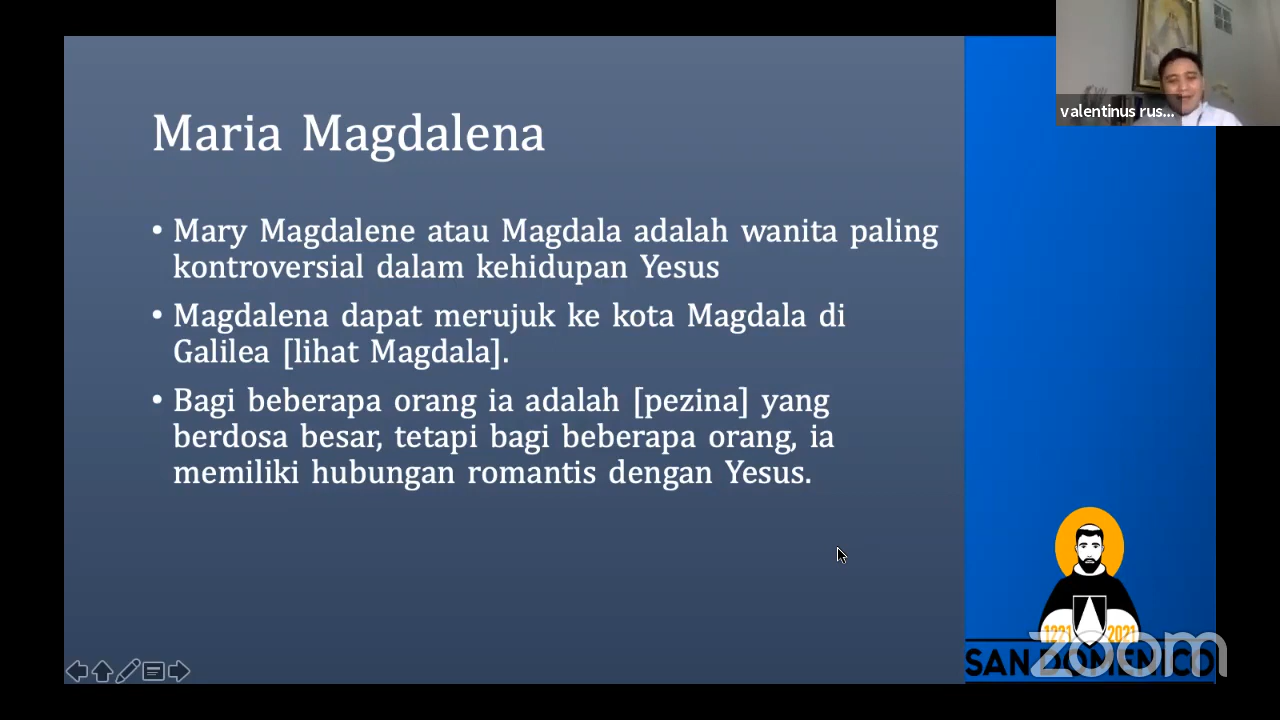 valentinus rus...
Maria Magdalena
• Mary Magdalene atau Magdala adalah wanita paling
kontroversial dalam kehidupan Yesus
• Magdalena dapat merujuk ke kota Magdala di
Galilea [lihat Magdala].
• Bagi beberapa orang ia adalah [pezina] yang
berdosa besar, tetapi bagi beberapa orang, ia
memiliki hubungan romantis dengan Yesus.
1221 2021
SAN DOMENICO
zoom